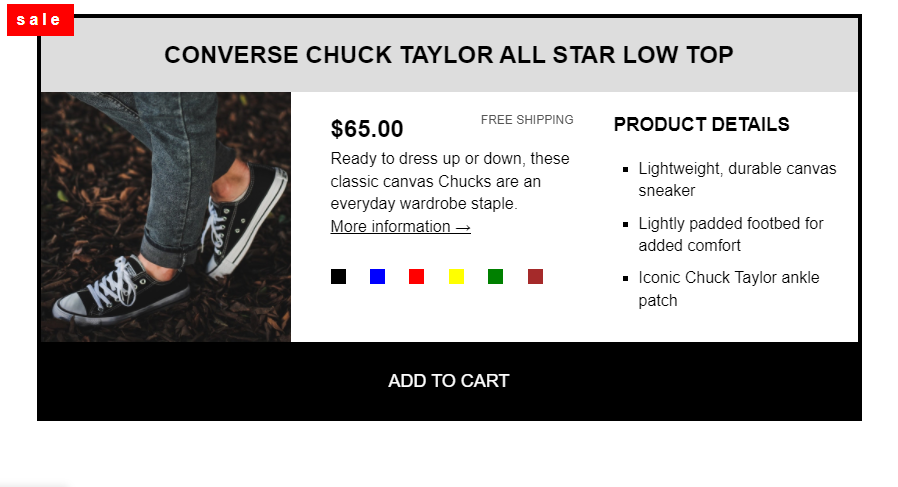 sale
CONVERSE CHUCK TAYLOR ALL STAR LOW TOP
$65.00
FREE SHIPPING
Ready to dress up or down, these
classic canvas Chucks are an
everyday wardrobe staple.
More information →
PRODUCT DETAILS
Lightweight, durable canvas
sneaker
Lightly padded footbed for
added comfort
Iconic Chuck Taylor ankle
patch
ADD TO CART